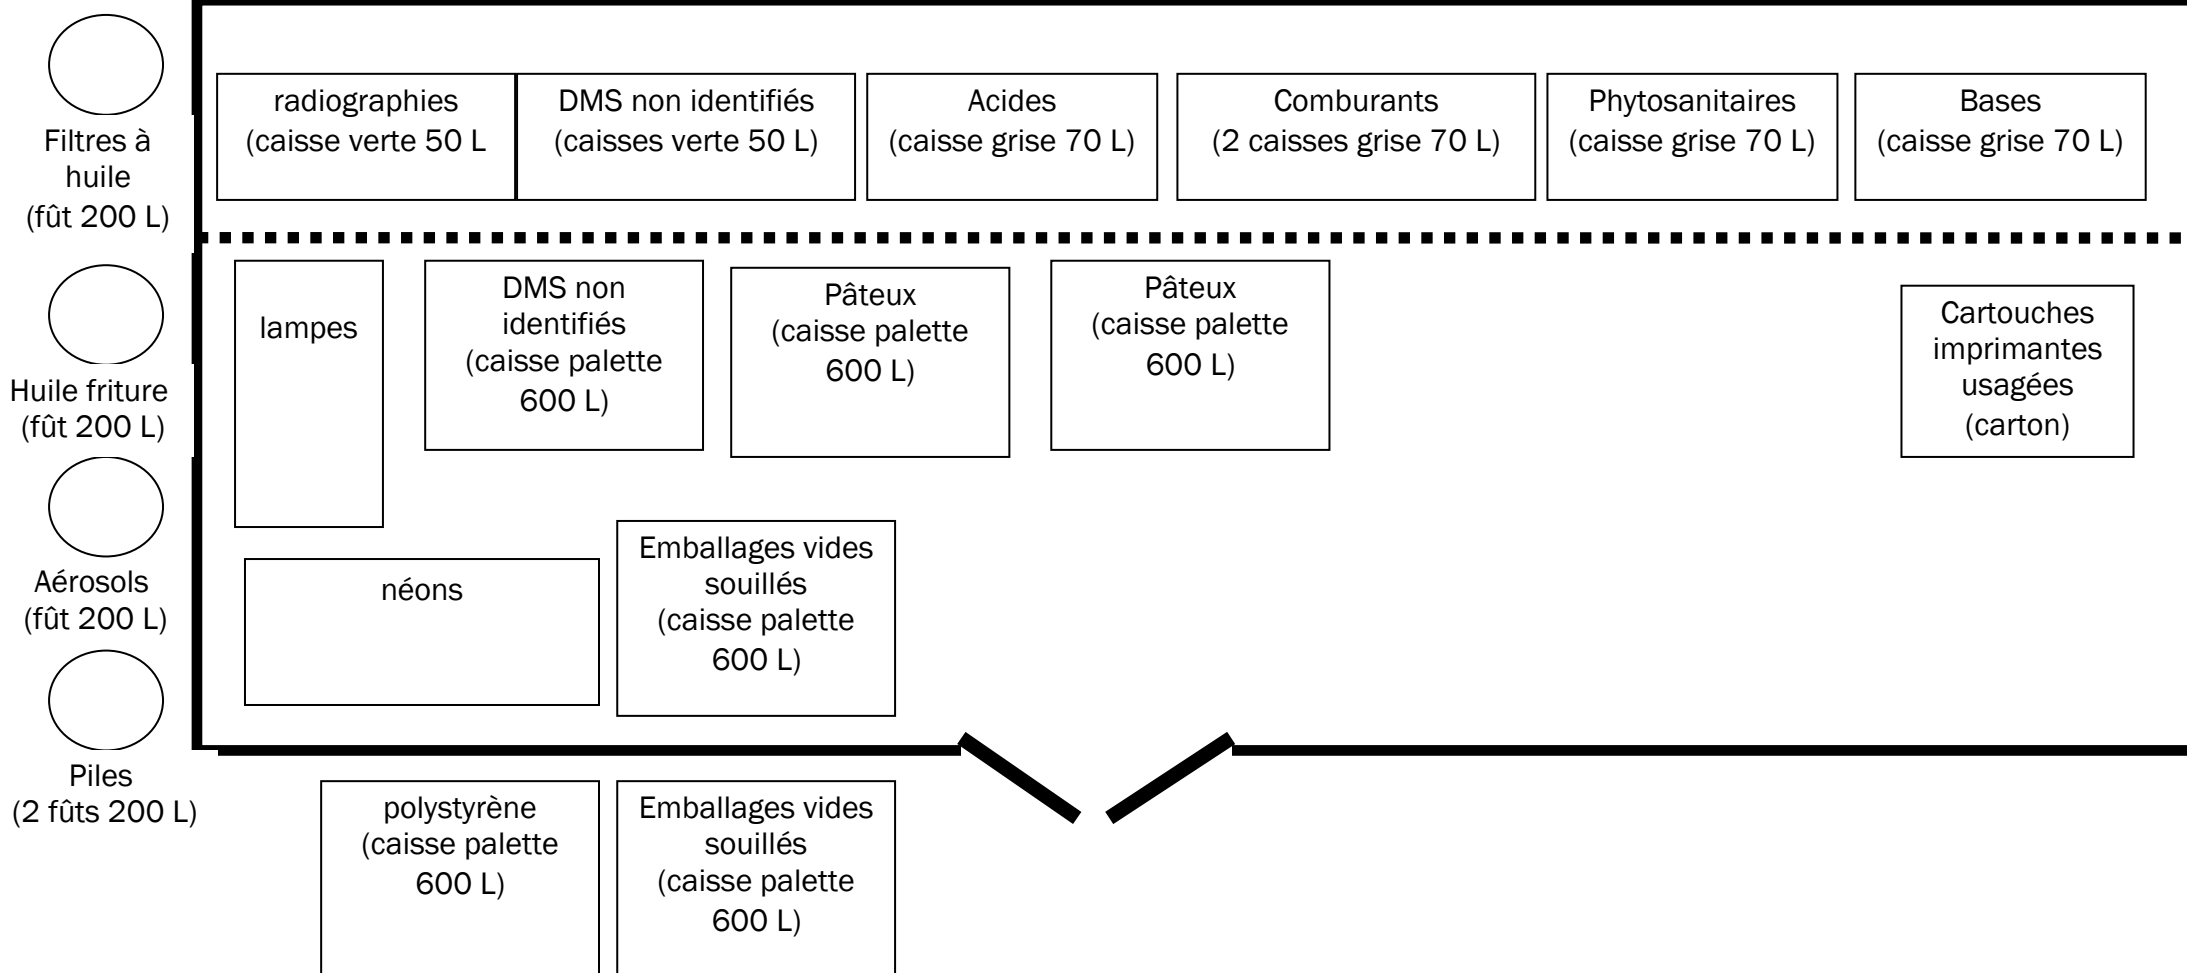 Filtres à
huile
(fût 200 L)
radiographies
(caisse verte 50 L
DMS non identifiés
(caisses verte 50 L)
Acides
(caisse grise 70 L)
Comburants
(2 caisses grise 70 L)
Phytosanitaires
(caisse grise 70 L)
Bases
(caisse grise 70 L)
Huile friture
(fût 200 L)
lampes
DMS non
identifiés
(caisse palette
600 L)
Pâteux
(caisse palette
600 L)
Pâteux
(caisse palette
600 L)
Cartouches
imprimantes
usagées
(carton)
Aérosols
(fût 200 L)
néons
Emballages vides
souillés
(caisse palette
600 L)
Piles
(2 fûts 200 L)
polystyrène
(caisse palette
600 L)
Emballages vides
souillés
(caisse palette
600 L)